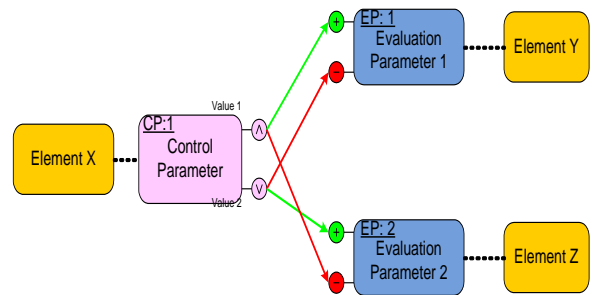 EP: 1
+
Evaluation
Parameter 1
Element Y
−
Value 1
CP:1
Control
Parameter
Element X
Λ
V
Value 2
EP: 2
+
Evaluation
Parameter 2
Element Z
−